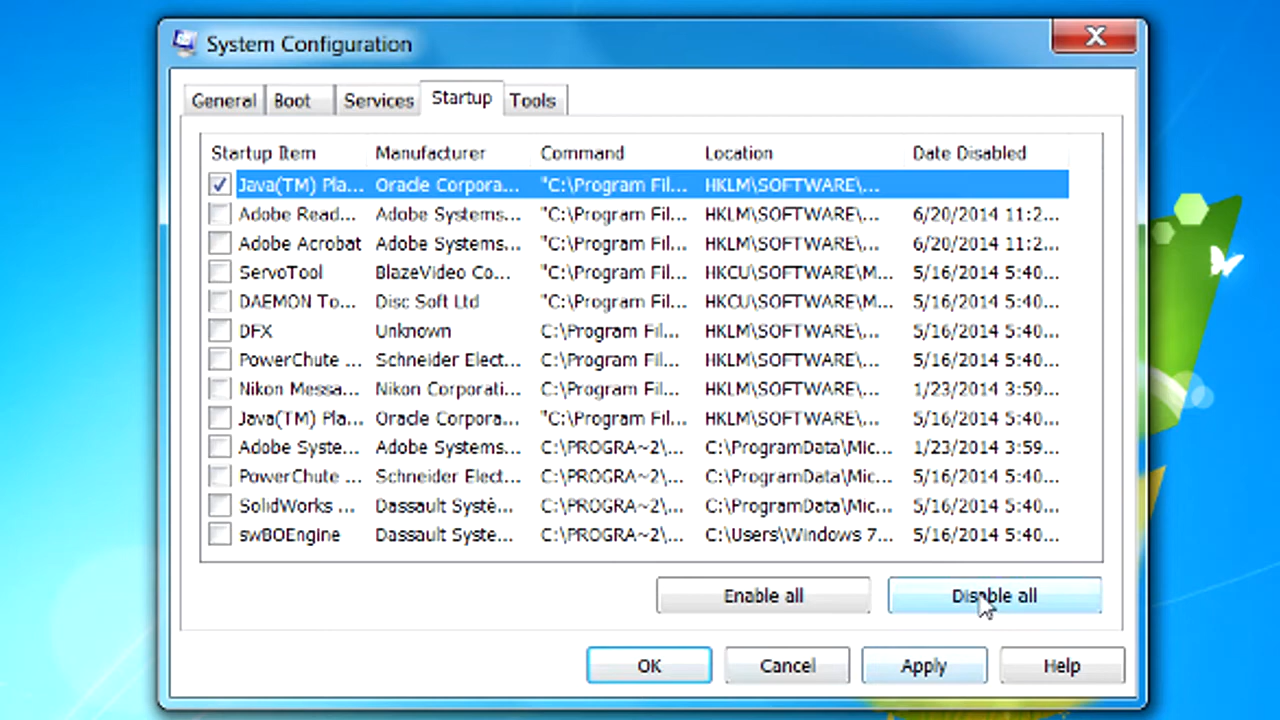 System Configuration
General Boot Services Startup Tools
Startup Item Manufacturer Command Location Date Disabled
Java(TM) Pla... Oracle Corpora... "C:\Program Fil... HKLM\SOFTWARE\...
Adobe Read... Adobe Systems... "C:\Program Fil... HKLM\SOFTWARE\... 6/20/2014 11:2...
Adobe Acrobat Adobe Systems... "C:\Program Fil... HKLM\SOFTWARE\... 6/20/2014 11:2...
ServoTool BlazeVideo Co... "C:\Program Fil... HKCU\SOFTWARE\M... 5/16/2014 5:40...
DAEMON To... Disc Soft Ltd "C:\Program Fil... HKCU\SOFTWARE\M... 5/16/2014 5:40...
DFX Unknown C:\Program Fil... HKLM\SOFTWARE\... 5/16/2014 5:40...
PowerChute ... Schneider Elect... C:\Program Fil... HKLM\SOFTWARE\... 5/16/2014 5:40...
Nikon Messa... Nikon Corporati... C:\Program Fil... HKLM\SOFTWARE\... 1/23/2014 3:59...
Java(TM) Pla... Oracle Corpora... "C:\Program Fil... HKLM\SOFTWARE\... 5/16/2014 5:40...
Adobe Syste... Adobe Systems... C:\PROGRA~2\... C:\ProgramData\Mic... 1/23/2014 3:59...
PowerChute ... Schneider Elect... C:\PROGRA~2\... C:\ProgramData\Mic... 5/16/2014 5:40...
SolidWorks ... Dassault Systè... C:\PROGRA~2\... C:\ProgramData\Mic... 5/16/2014 5:40...
swBOEngine Dassault Syste... C:\PROGRA~2\... C:\Users\Windows 7... 5/16/2014 5:40...
Enable all Disable all
OK Cancel Apply Help